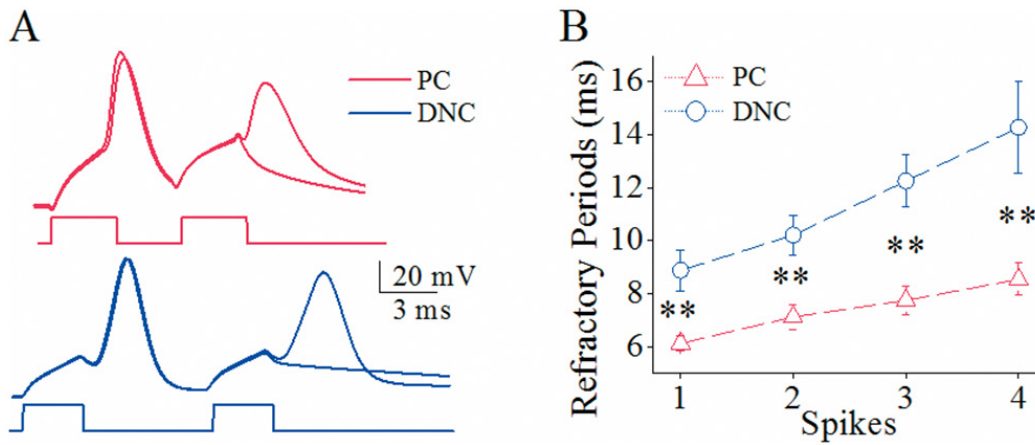 A
PC
DNC
20 mV
3 ms
B
Refractory Periods (ms)
16
14
12
10
8
6
PC
DNC
**
**
**
**
1 2 3 4
Spikes